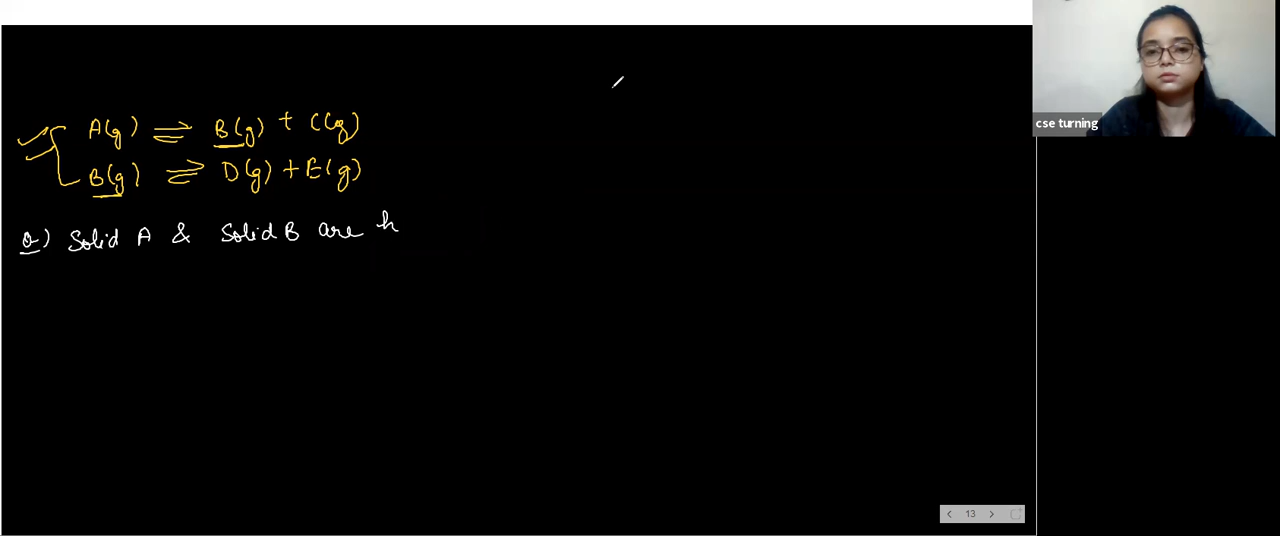 A(g) ⇌ B(g) + C(g)
B(g) ⇌ D(g) + E(g)
Q) Solid A & Solid B are h
cse turning
13